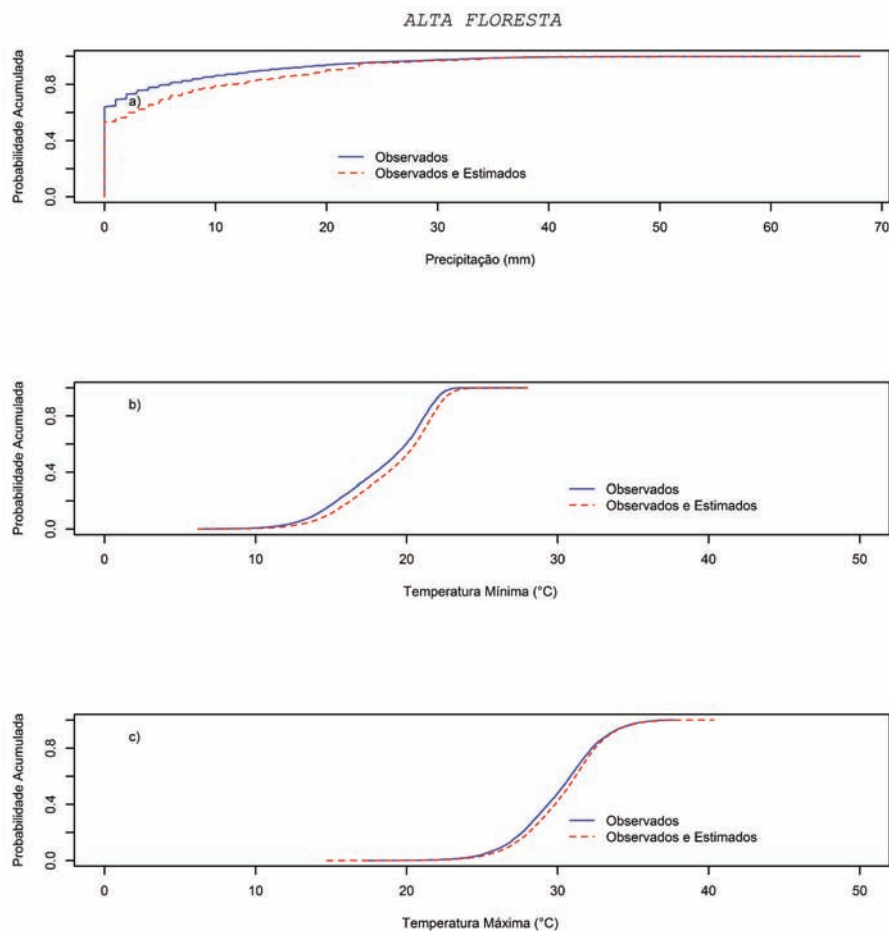 ALTA FLORESTA
Probabilidade Acumulada
0.0 0.4 0.8
a)
Observados
Observados e Estimados
0 10 20 30 40 50 60 70
Precipitação (mm)
Probabilidade Acumulada
0.0 0.4 0.8
b)
Observados
Observados e Estimados
0 10 20 30 40 50
Temperatura Mínima (°C)
Probabilidade Acumulada
0.0 0.4 0.8
c)
Observados
Observados e Estimados
0 10 20 30 40 50
Temperatura Máxima (°C)